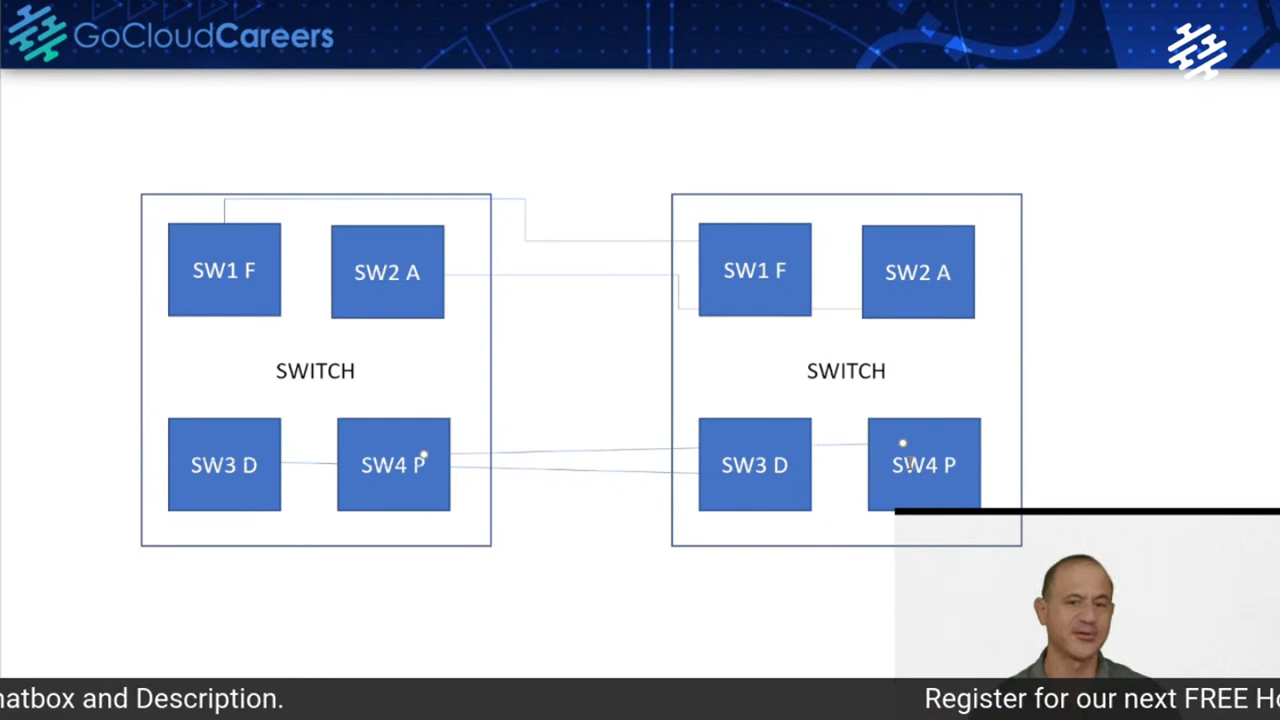 GoCloudCareers
SW1 F
SW2 A
SW1 F
SW2 A
SWITCH
SWITCH
SW3 D
SW4 P
SW3 D
SW4 P
hatbox and Description.
Register for our next FREE Ho